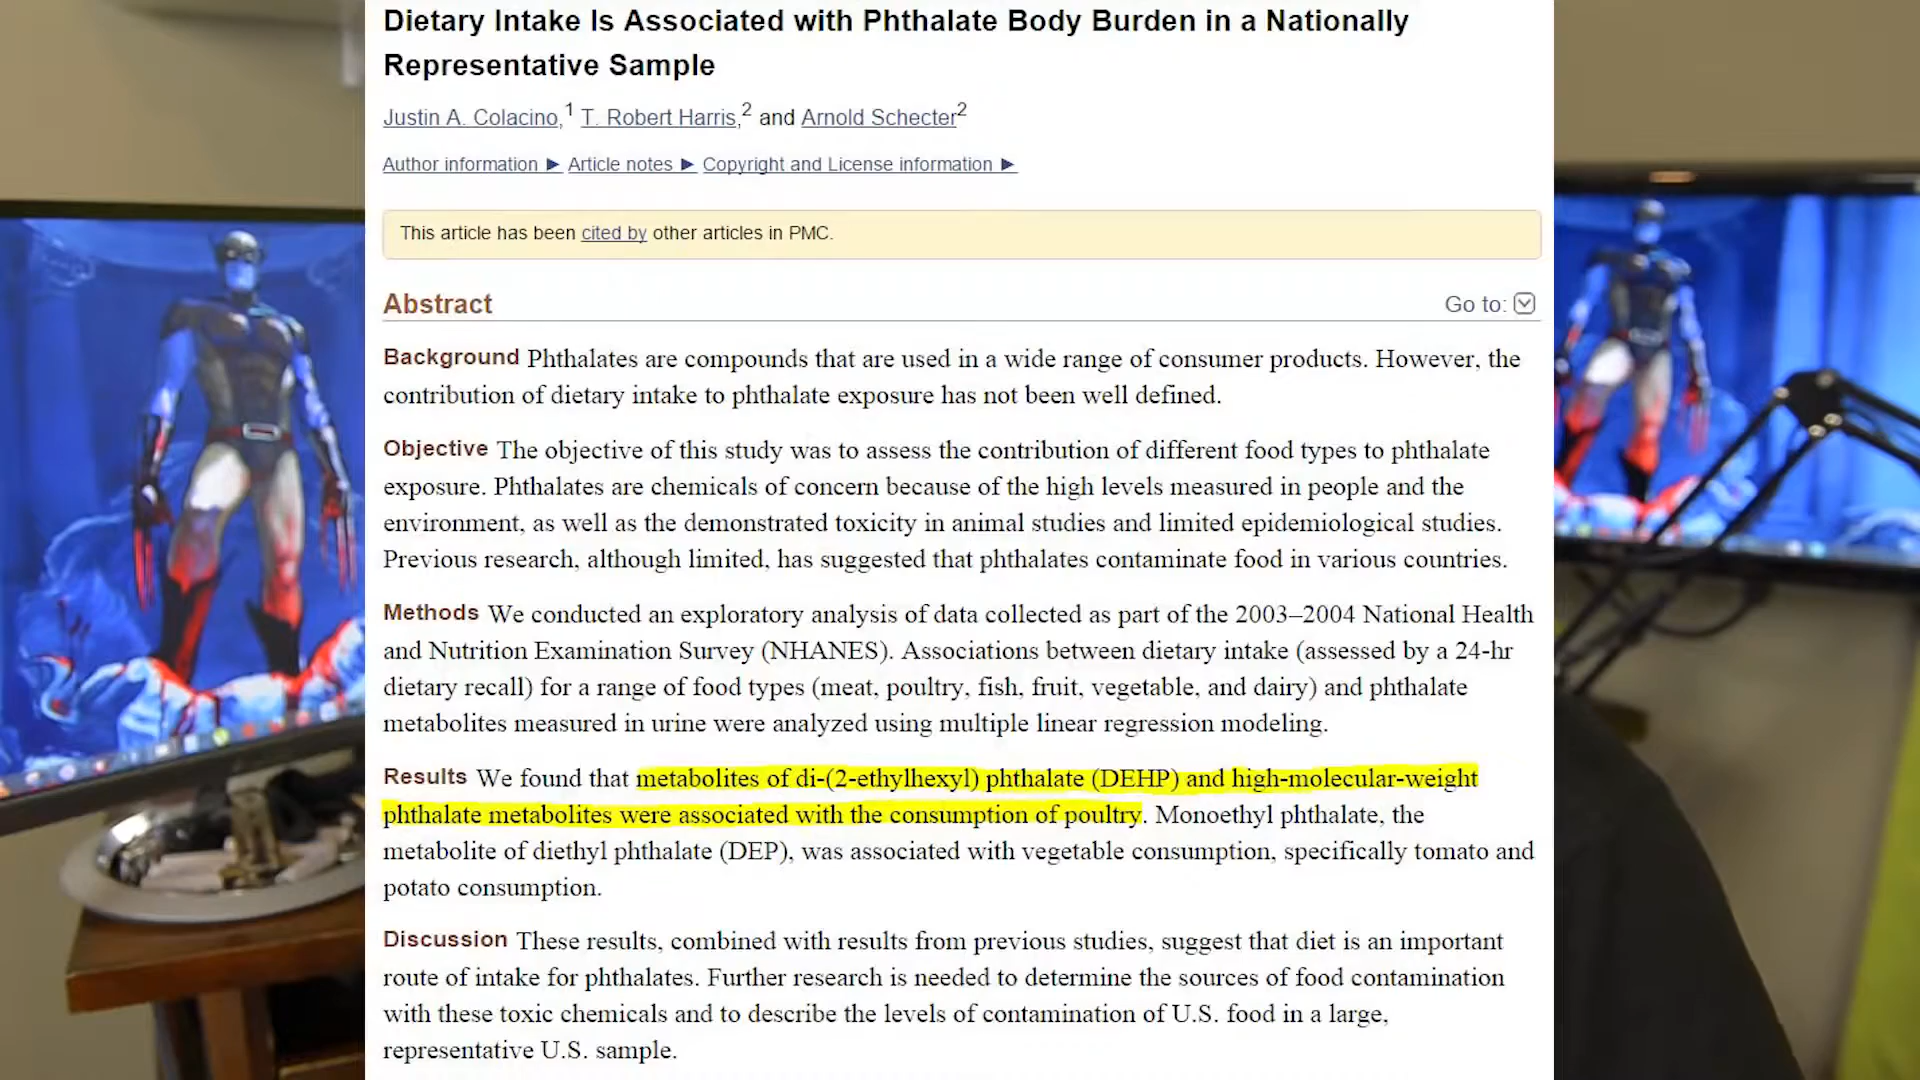 Dietary Intake Is Associated with Phthalate Body Burden in a Nationally
Representative Sample
Justin A. Colacino,1 T. Robert Harris,2 and Arnold Schecter2
Author information ► Article notes ► Copyright and License information ►
This article has been cited by other articles in PMC.
Abstract
Go to:
Background Phthalates are compounds that are used in a wide range of consumer products. However, the
contribution of dietary intake to phthalate exposure has not been well defined.
Objective The objective of this study was to assess the contribution of different food types to phthalate
exposure. Phthalates are chemicals of concern because of the high levels measured in people and the
environment, as well as the demonstrated toxicity in animal studies and limited epidemiological studies.
Previous research, although limited, has suggested that phthalates contaminate food in various countries.
Methods We conducted an exploratory analysis of data collected as part of the 2003–2004 National Health
and Nutrition Examination Survey (NHANES). Associations between dietary intake (assessed by a 24-hr
dietary recall) for a range of food types (meat, poultry, fish, fruit, vegetable, and dairy) and phthalate
metabolites measured in urine were analyzed using multiple linear regression modeling.
Results We found that metabolites of di-(2-ethylhexyl) phthalate (DEHP) and high-molecular-weight
phthalate metabolites were associated with the consumption of poultry. Monoethyl phthalate, the
metabolite of diethyl phthalate (DEP), was associated with vegetable consumption, specifically tomato and
potato consumption.
Discussion These results, combined with results from previous studies, suggest that diet is an important
route of intake for phthalates. Further research is needed to determine the sources of food contamination
with these toxic chemicals and to describe the levels of contamination of U.S. food in a large,
representative U.S. sample.